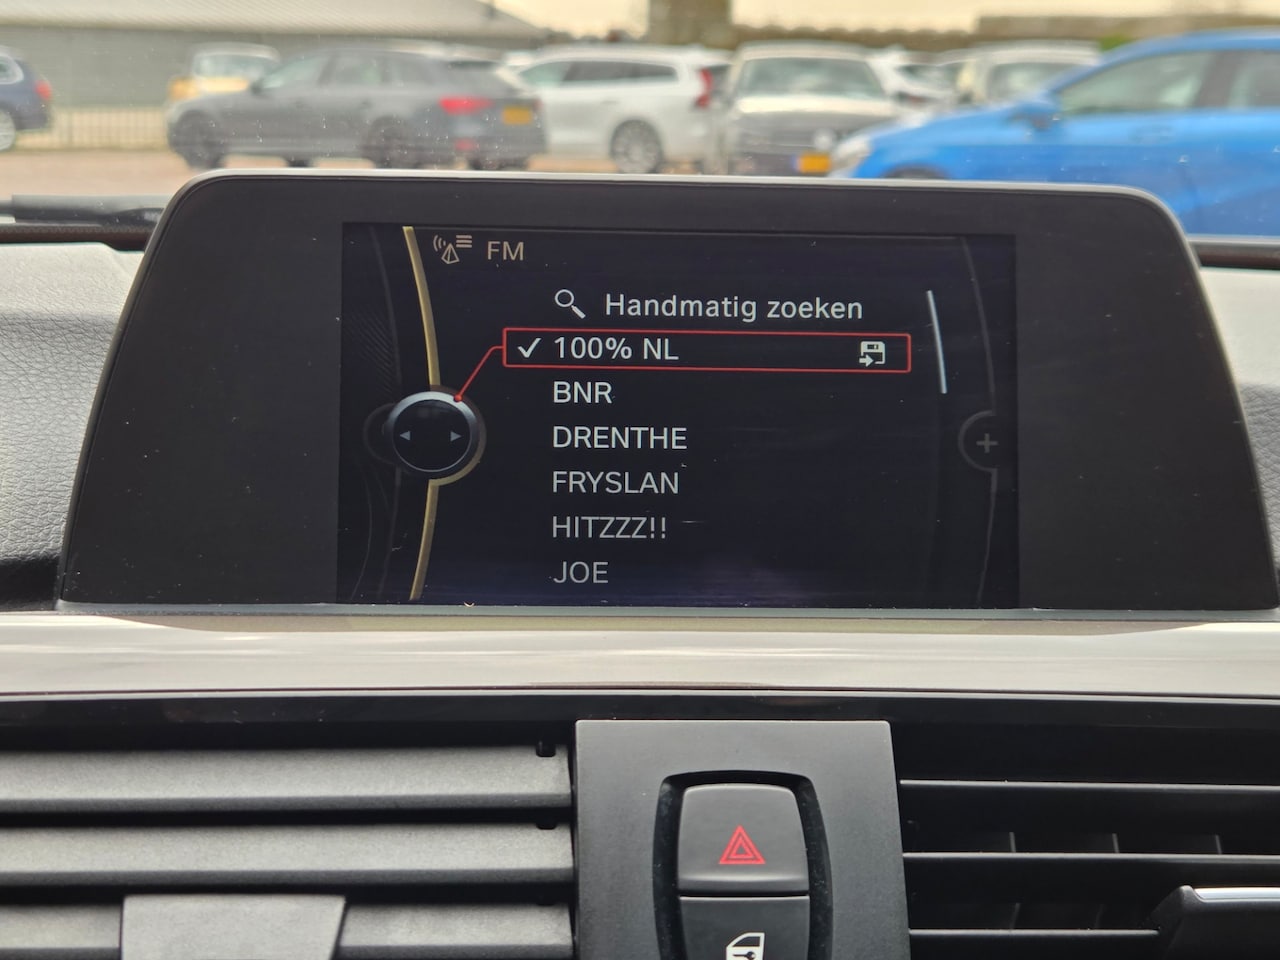 FM
Handmatig zoeken
100% NL
BNR
DRENTHE
FRYSLAN
HITZZZ!!
JOE